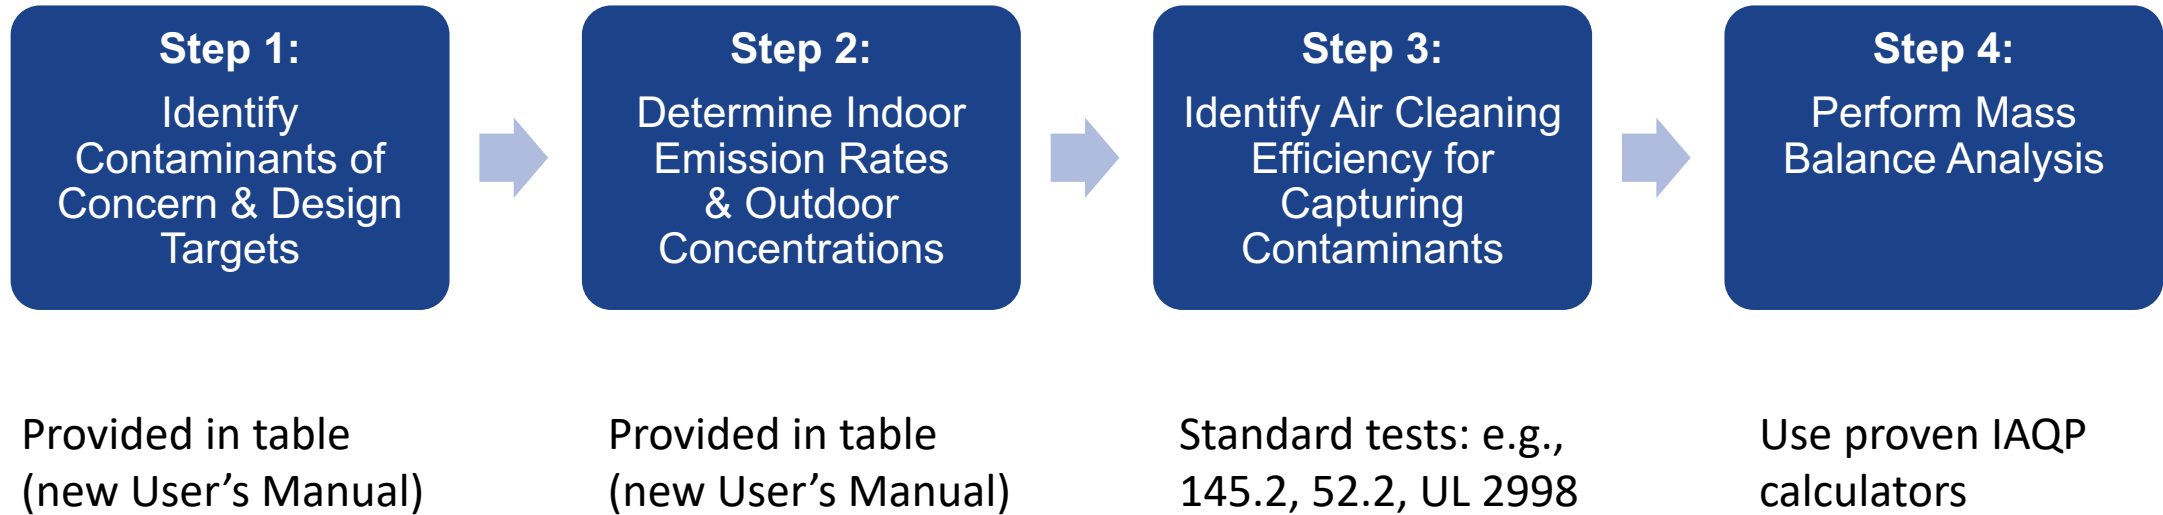 Step 1:
Identify
Contaminants of
Concern & Design
Targets
Step 2:
Determine Indoor
Emission Rates
& Outdoor
Concentrations
Step 3:
Identify Air Cleaning
Efficiency for
Capturing
Contaminants
Step 4:
Perform Mass
Balance Analysis
Provided in table
(new User’s Manual)
Provided in table
(new User’s Manual)
Standard tests: e.g.,
145.2, 52.2, UL 2998
Use proven IAQP
calculators